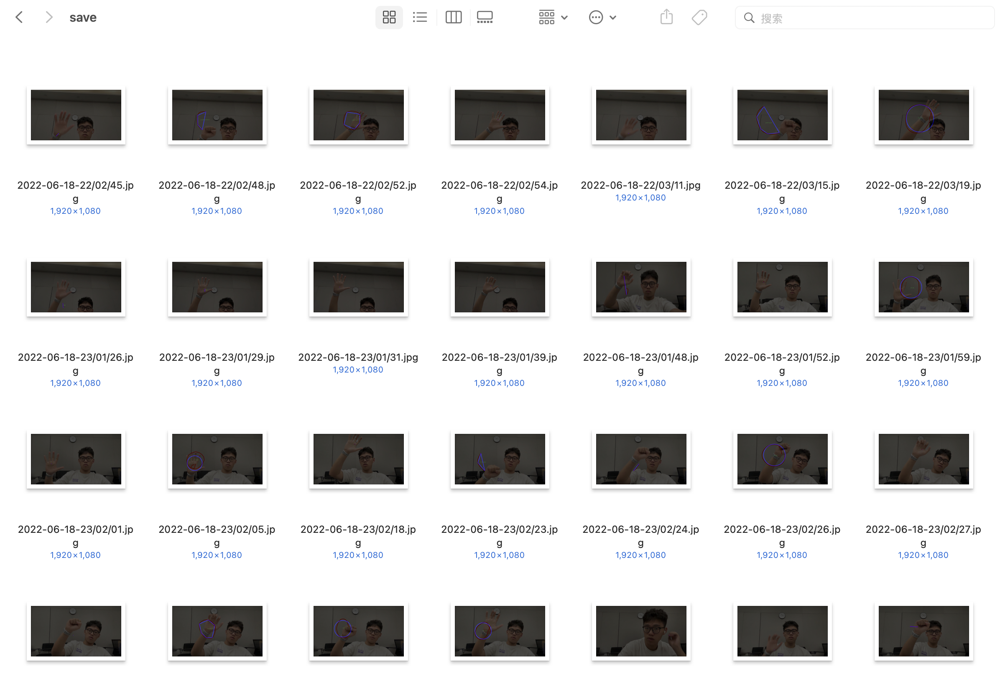 save
搜索
2022-06-18-22/02/45.jp
g
1,920×1,080
2022-06-18-22/02/48.jp
g
1,920×1,080
2022-06-18-22/02/52.jp
g
1,920×1,080
2022-06-18-22/02/54.jp
g
1,920×1,080
2022-06-18-22/03/11.jpg
1,920×1,080
2022-06-18-22/03/15.jp
g
1,920×1,080
2022-06-18-22/03/19.jp
g
1,920×1,080
2022-06-18-23/01/26.jp
g
1,920×1,080
2022-06-18-23/01/29.jp
g
1,920×1,080
2022-06-18-23/01/31.jpg
1,920×1,080
2022-06-18-23/01/39.jp
g
1,920×1,080
2022-06-18-23/01/48.jp
g
1,920×1,080
2022-06-18-23/01/52.jp
g
1,920×1,080
2022-06-18-23/01/59.jp
g
1,920×1,080
2022-06-18-23/02/01.jp
g
1,920×1,080
2022-06-18-23/02/05.jp
g
1,920×1,080
2022-06-18-23/02/18.jp
g
1,920×1,080
2022-06-18-23/02/23.jp
g
1,920×1,080
2022-06-18-23/02/24.jp
g
1,920×1,080
2022-06-18-23/02/26.jp
g
1,920×1,080
2022-06-18-23/02/27.jp
g
1,920×1,080